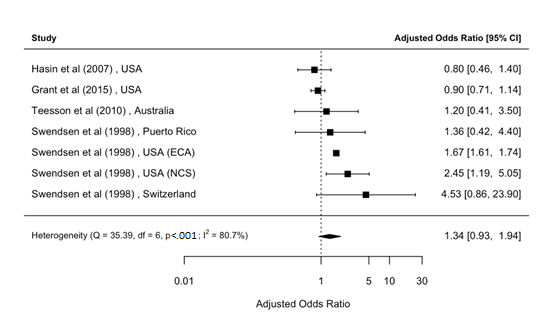 Study Adjusted Odds Ratio [95% CI]
Hasin et al (2007) , USA 0.80 [0.46, 1.40]
Grant et al (2015) , USA 0.90 [0.71, 1.14]
Teesson et al (2010) , Australia 1.20 [0.41, 3.50]
Swendsen et al (1998) , Puerto Rico 1.36 [0.42, 4.40]
Swendsen et al (1998) , USA (ECA) 1.67 [1.61, 1.74]
Swendsen et al (1998) , USA (NCS) 2.45 [1.19, 5.05]
Swendsen et al (1998) , Switzerland 4.53 [0.86, 23.90]
Heterogeneity (Q = 35.39, df = 6, p<.001; I² = 80.7%) 1.34 [0.93, 1.94]
0.01 1 5 10 30
Adjusted Odds Ratio